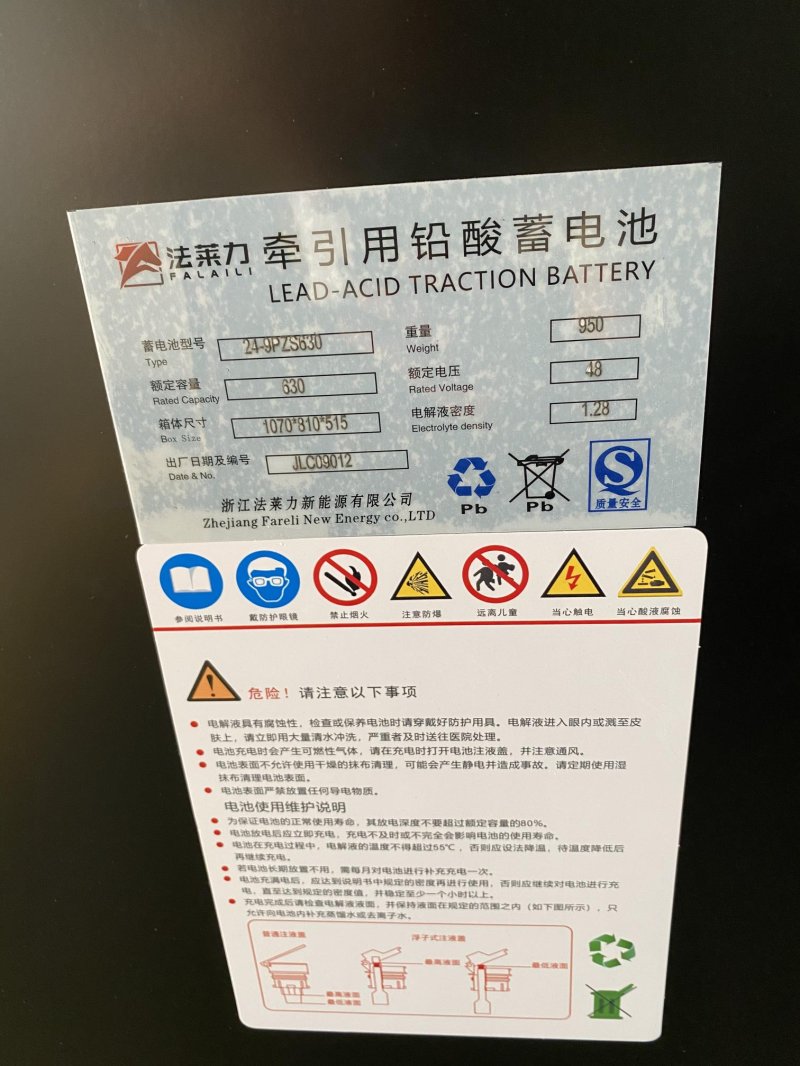 法莱力
FALAILI
牵引用铅酸蓄电池
LEAD-ACID TRACTION BATTERY
蓄电池型号 24-9PZS630
Type
额定容量 630
Rated Capacity
箱体尺寸 1070*810*515
Box Size
出厂日期及编号 JLC09012
Date & No.
重量 950
Weight
额定电压 48
Rated Voltage
电解液密度 1.28
Electrolyte density
浙江法莱力新能源有限公司
Zhejiang Fareli New Energy co.,LTD
Pb
Pb
S
质量安全
参阅说明书
戴防护眼镜
禁止烟火
注意防爆
远离儿童
当心触电
当心酸液腐蚀
危险！请注意以下事项
电解液具有腐蚀性，检查或保养电池时请穿戴好防护用具。电解液进入眼内或溅至皮
肤上，请立即用大量清水冲洗，严重者及时送往医院处理。
电池充电时会产生可燃性气体，请在充电时打开电池注液盖，并注意通风。
电池表面不允许使用干燥的抹布清理，可能会产生静电并造成事故。请定期使用湿
抹布清理电池表面。
电池表面严禁放置任何导电物质。
电池使用维护说明
为保证电池的正常使用寿命，其放电深度不要超过额定容量的80%。
电池放电后应立即充电，充电不及时或不完全会影响电池的使用寿命。
电池在充电过程中，电解液的温度不得超过55℃，否则应设法降温，待温度降低后
再继续充电。
若电池长期放置不用，需每月对电池进行补充充电一次。
电池充满电后，应达到说明书中规定的密度再进行使用，否则应继续对电池进行充
电，直至达到规定的密度值，并稳定至少一个小时以上。
充电完成后请检查电解液液面，并保持液面在规定的范围之内（如下图所示），只
允许向电池内补充蒸馏水或去离子水。
普通注液盖
浮子式注液盖
最高液面
最低液面
最高液面
最低液面